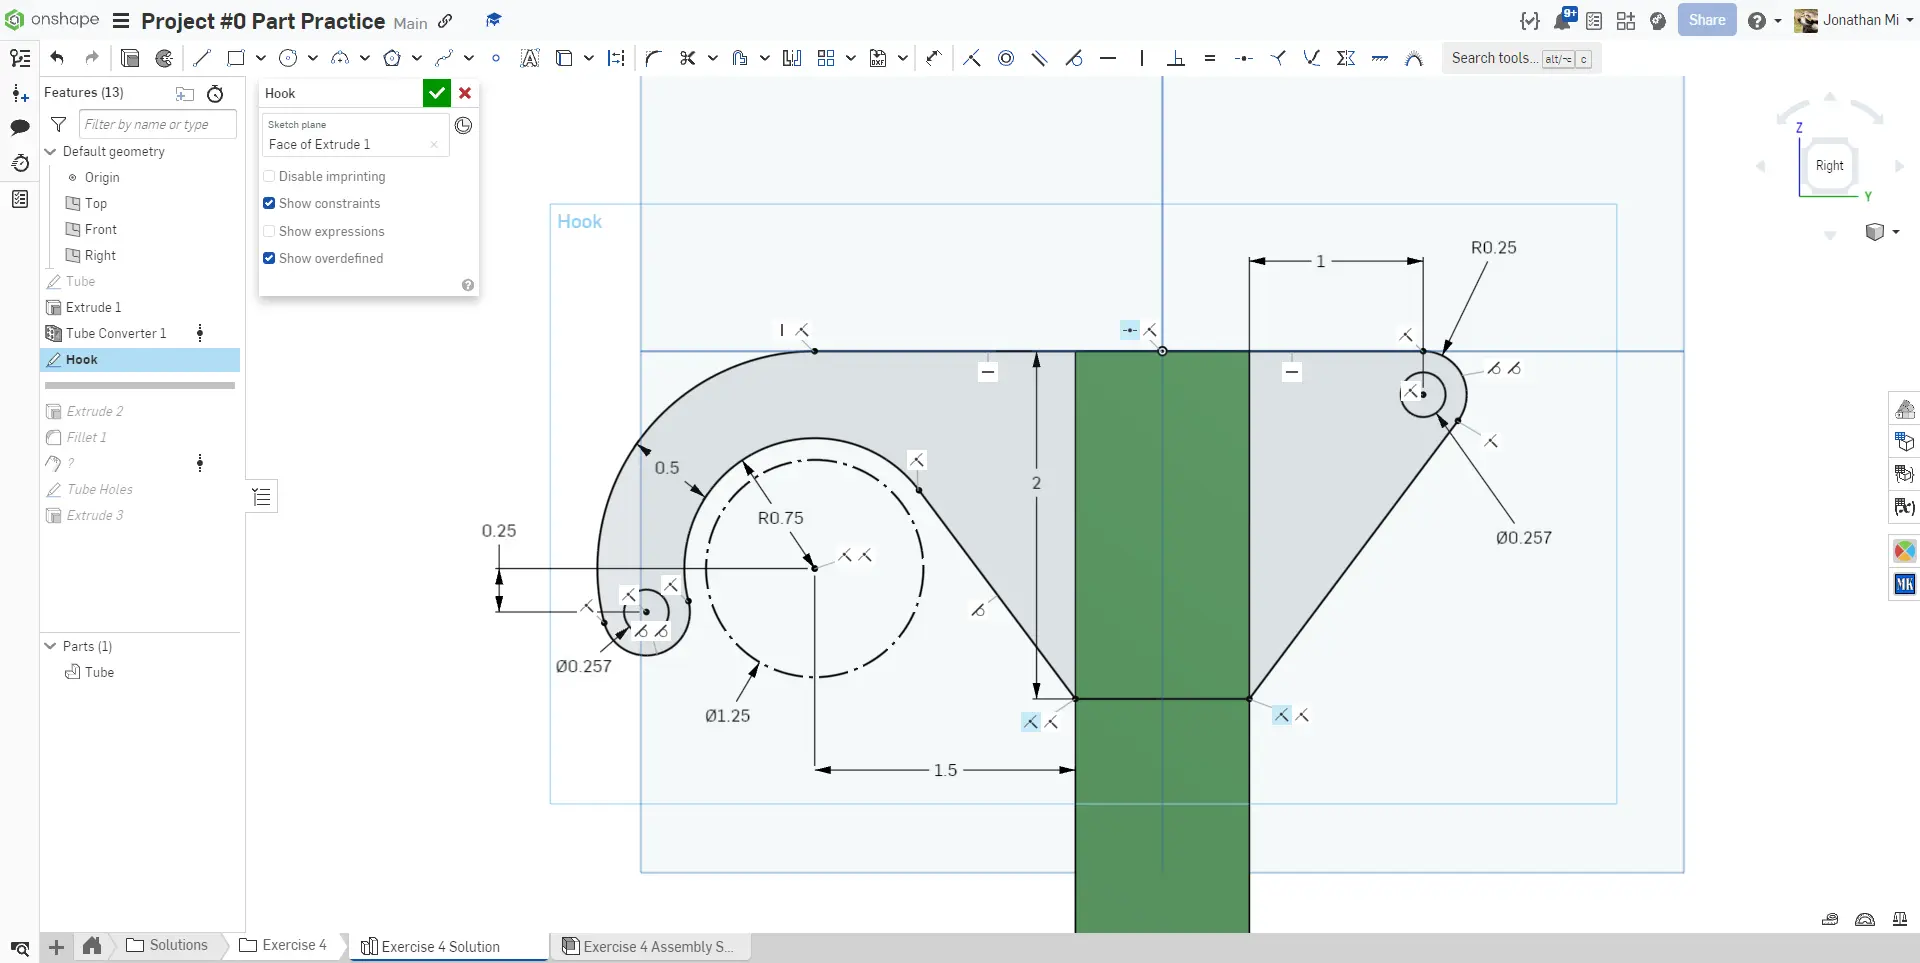 onshape
Project #0 Part Practice
Main
9+
Share
Jonathan Mi
Search tools... alt/⌥ c
Features (13)
Filter by name or type
Default geometry
Origin
Top
Front
Right
Tube
Extrude 1
Tube Converter 1
Hook
Extrude 2
Fillet 1
?
Tube Holes
Extrude 3
Parts (1)
Tube
Hook
Sketch plane
Face of Extrude 1
Disable imprinting
Show constraints
Show expressions
Show overdefined
Hook
1
R0.25
0.5
R0.75
2
0.25
Ø0.257
Ø0.257
Ø1.25
1.5
Z
Right
Y
MK
Solutions
Exercise 4
Exercise 4 Solution
Exercise 4 Assembly S...